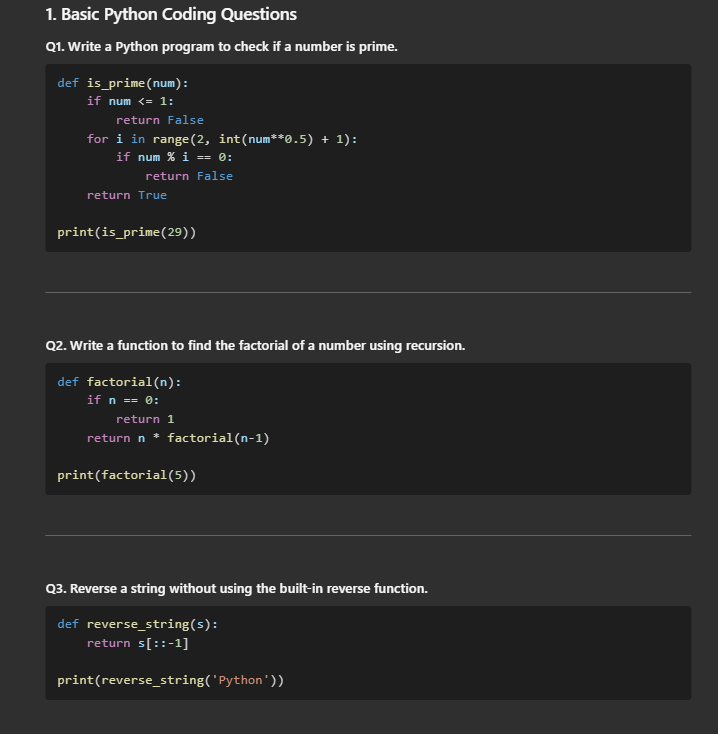 1. Basic Python Coding Questions
Q1. Write a Python program to check if a number is prime.
def is_prime(num):
    if num <= 1:
        return False
    for i in range(2, int(num**0.5) + 1):
        if num % i == 0:
            return False
    return True
print(is_prime(29))
Q2. Write a function to find the factorial of a number using recursion.
def factorial(n):
    if n == 0:
        return 1
    return n * factorial(n-1)
print(factorial(5))
Q3. Reverse a string without using the built-in reverse function.
def reverse_string(s):
    return s[::-1]
print(reverse_string('Python'))